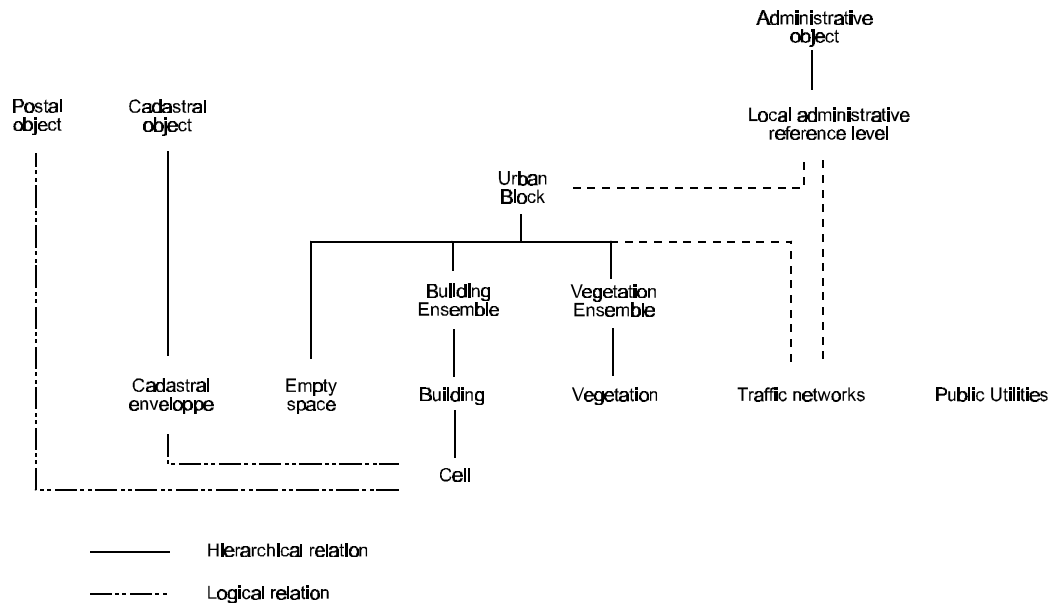 Administrative
object
Postal
object
Cadastral
object
Local administrative
reference level
Urban
Block
Building
Ensemble
Vegetation
Ensemble
Cadastral
enveloppe
Empty
space
Building
Vegetation
Traffic networks
Public Utilities
Cell
Hierarchical relation
Logical relation